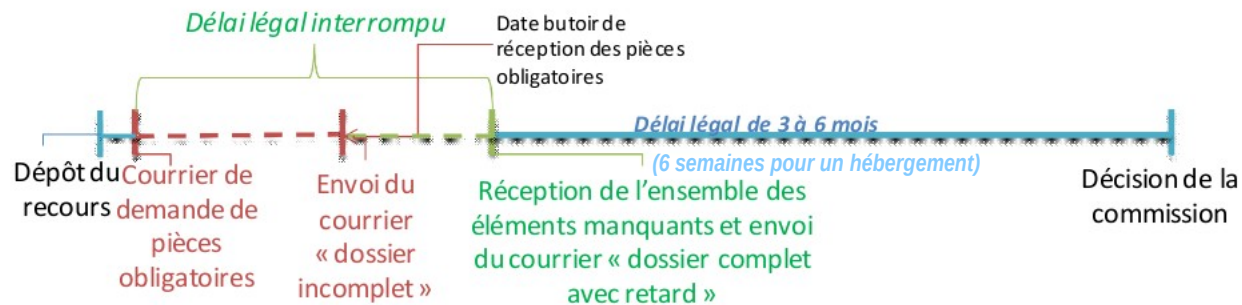 Délai légal interrompu
Date butoir de
réception des pièces
obligatoires
Délai légal de 3 à 6 mois
(6 semaines pour un hébergement)
Dépôt du
recours
Courrier de
demande de
pièces
obligatoires
Envoi du
courrier
« dossier
incomplet »
Réception de l’ensemble des
éléments manquants et envoi
du courrier « dossier complet
avec retard »
Décision de la
commission